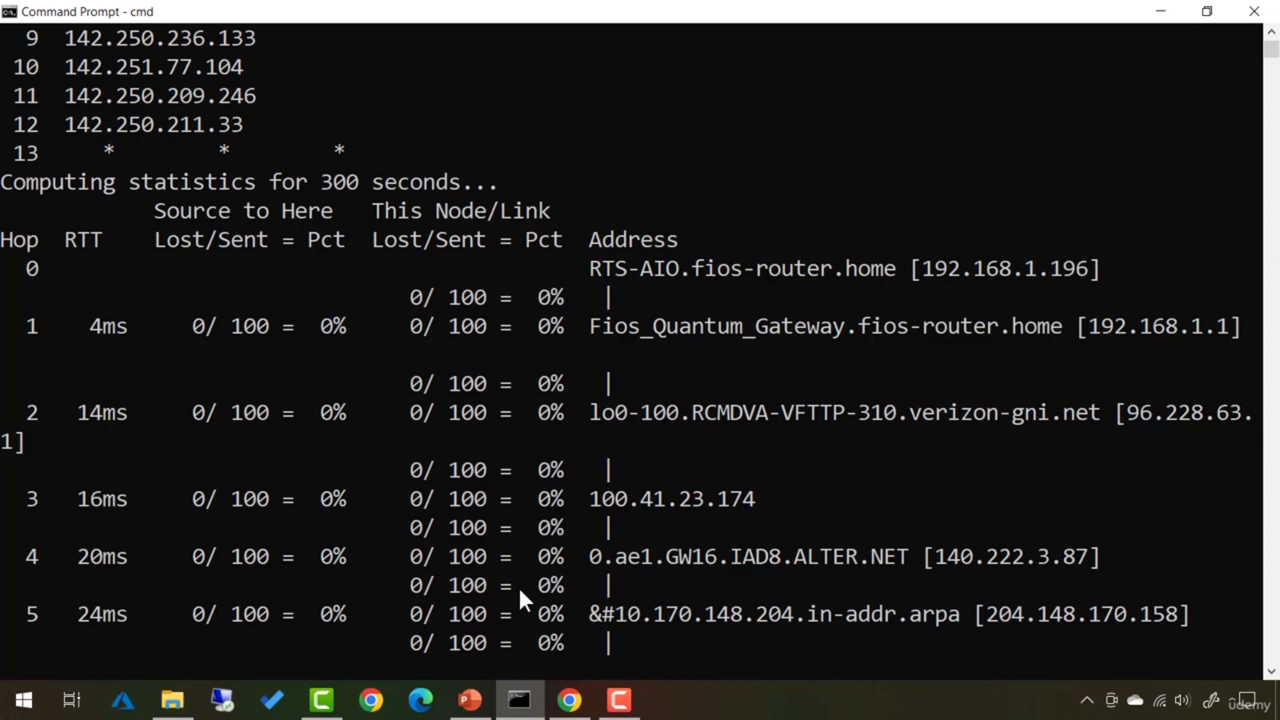 Command Prompt - cmd
9 142.250.236.133
10 142.251.77.104
11 142.250.209.246
12 142.250.211.33
13 * * *
Computing statistics for 300 seconds...
Source to Here This Node/Link
Hop RTT Lost/Sent = Pct Lost/Sent = Pct Address
0 RTS-AIO.fios-router.home [192.168.1.196]
0/ 100 = 0% |
1 4ms 0/ 100 = 0% 0/ 100 = 0% Fios_Quantum_Gateway.fios-router.home [192.168.1.1]
0/ 100 = 0% |
2 14ms 0/ 100 = 0% 0/ 100 = 0% lo0-100.RCMDVA-VFTTP-310.verizon-gni.net [96.228.63.
1]
0/ 100 = 0% |
3 16ms 0/ 100 = 0% 0/ 100 = 0% 100.41.23.174
0/ 100 = 0% |
4 20ms 0/ 100 = 0% 0/ 100 = 0% 0.ae1.GW16.IAD8.ALTER.NET [140.222.3.87]
0/ 100 = 0% |
5 24ms 0/ 100 = 0% 0/ 100 = 0% &#10.170.148.204.in-addr.arpa [204.148.170.158]
0/ 100 = 0% |
udemy